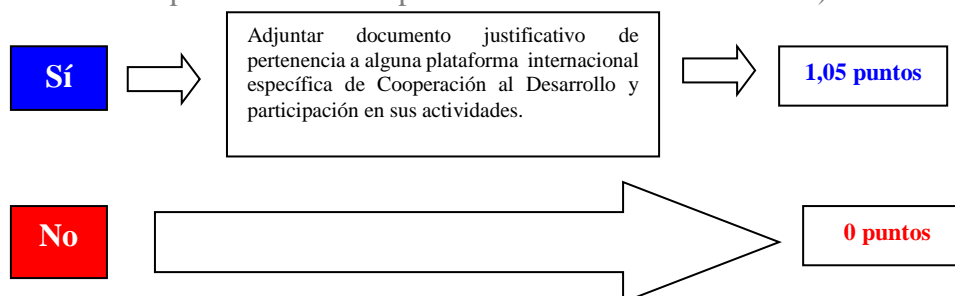 Adjuntar documento justificativo de
pertenencia a alguna plataforma internacional
específica de Cooperación al Desarrollo y
participación en sus actividades.
Sí
1,05 puntos
No
0 puntos